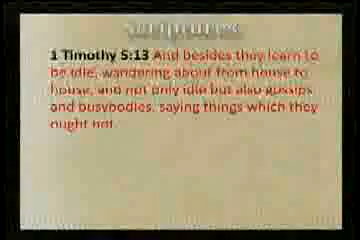 Scriptures
1 Timothy 5:13 And besides they learn to
be idle, wandering about from house to
house, and not only idle but also gossips
and busybodies, saying things which they
ought not.